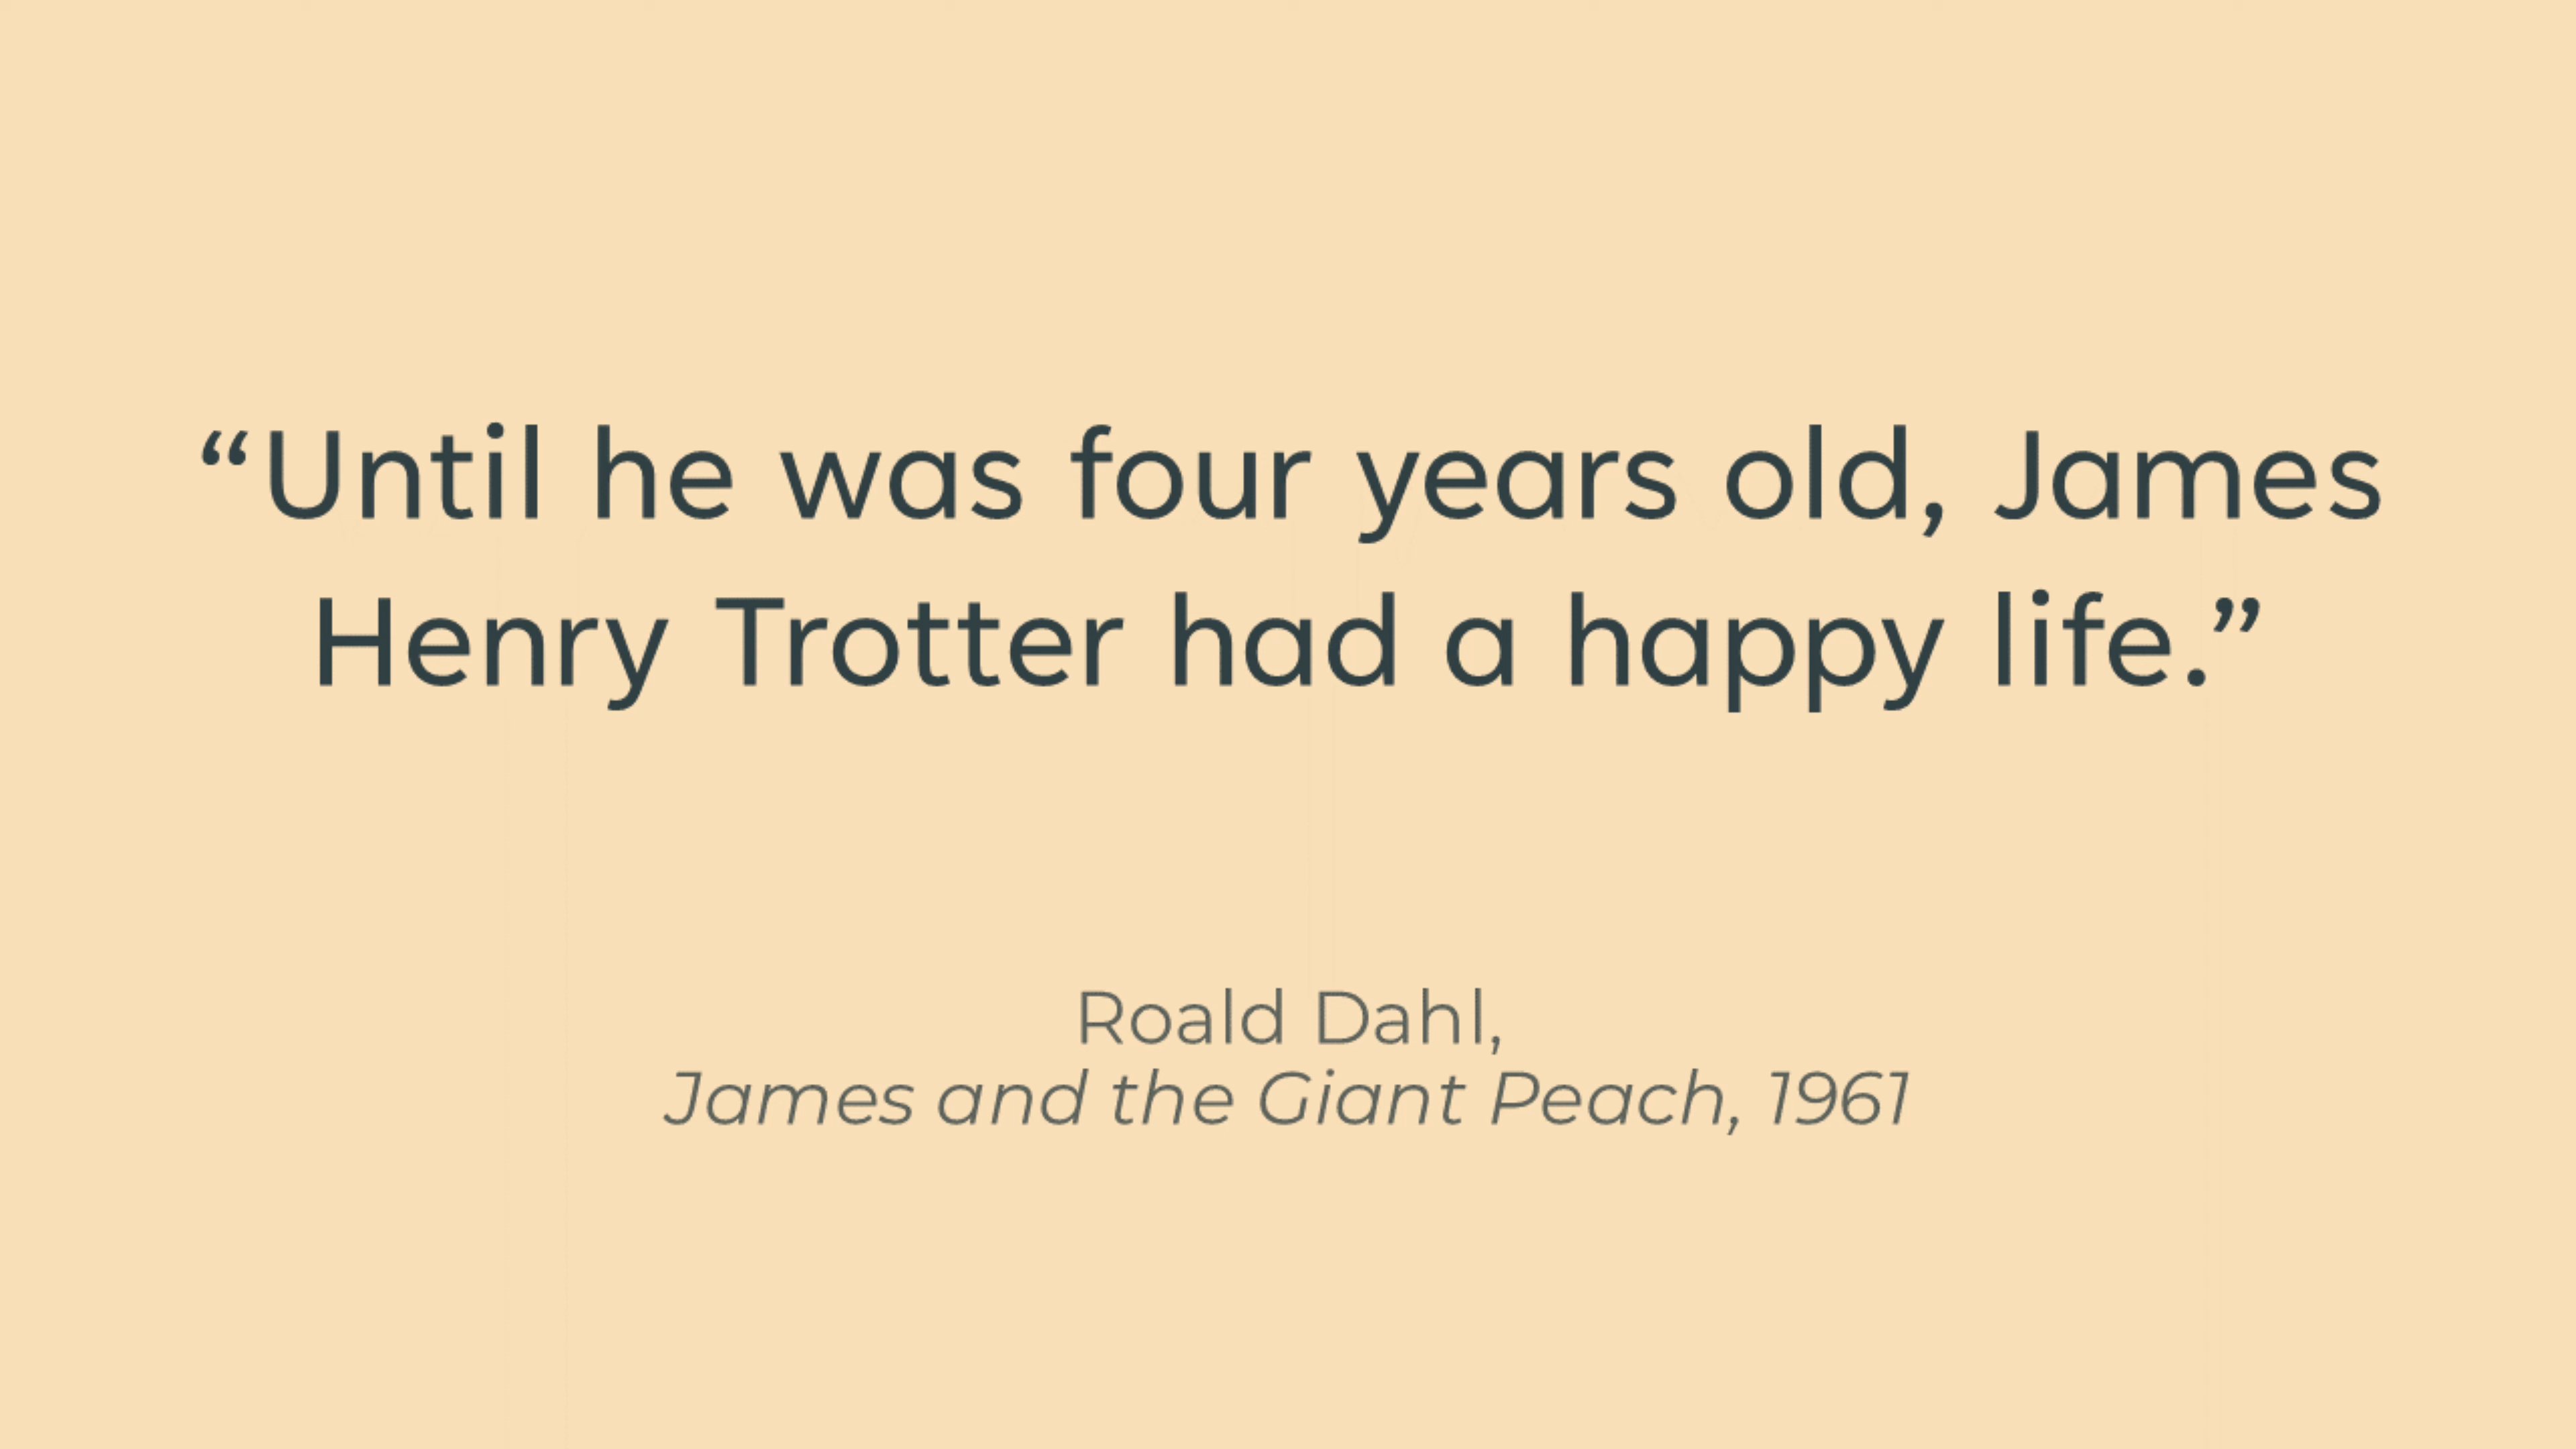 “Until he was four years old, James
Henry Trotter had a happy life.”
Roald Dahl,
James and the Giant Peach, 1961